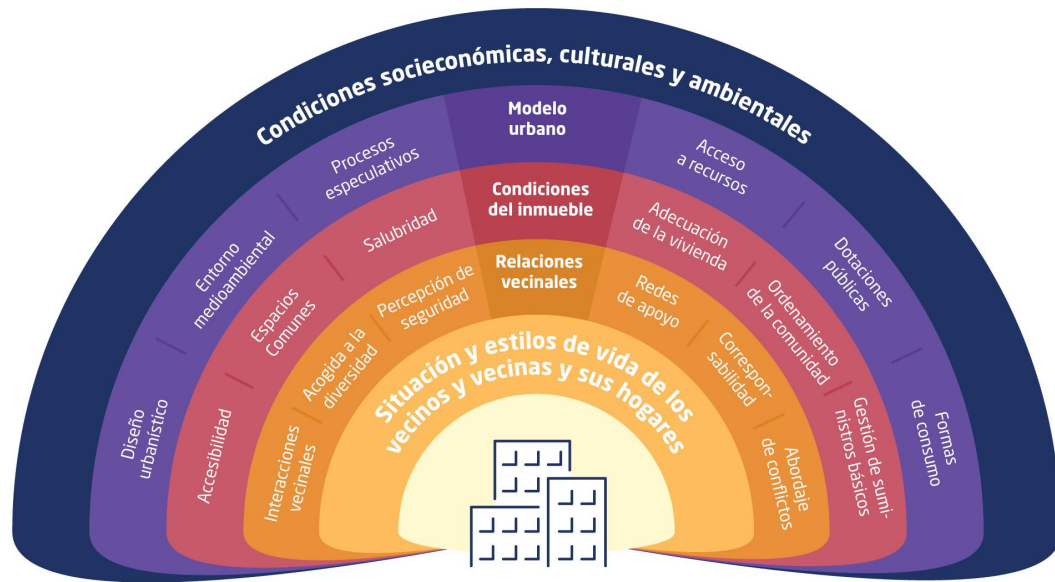 Condiciones socieconómicas, culturales y ambientales
Modelo
urbano
Diseño
urbanístico
Entorno
medioambiental
Procesos
especulativos
Acceso
a recursos
Dotaciones
públicas
Formas
de consumo
Condiciones
del inmueble
Accesibilidad
Espacios
Comunes
Salubridad
Adecuación
de la vivienda
Ordenamiento
de la comunidad
Gestión de sumi-
nistros básicos
Relaciones
vecinales
Interacciones
vecinales
Acogida a la
diversidad
Percepción de
seguridad
Redes
de apoyo
Correspon-
sabilidad
Abordaje
de conflictos
Situación y estilos de vida de los
vecinos y vecinas y sus hogares